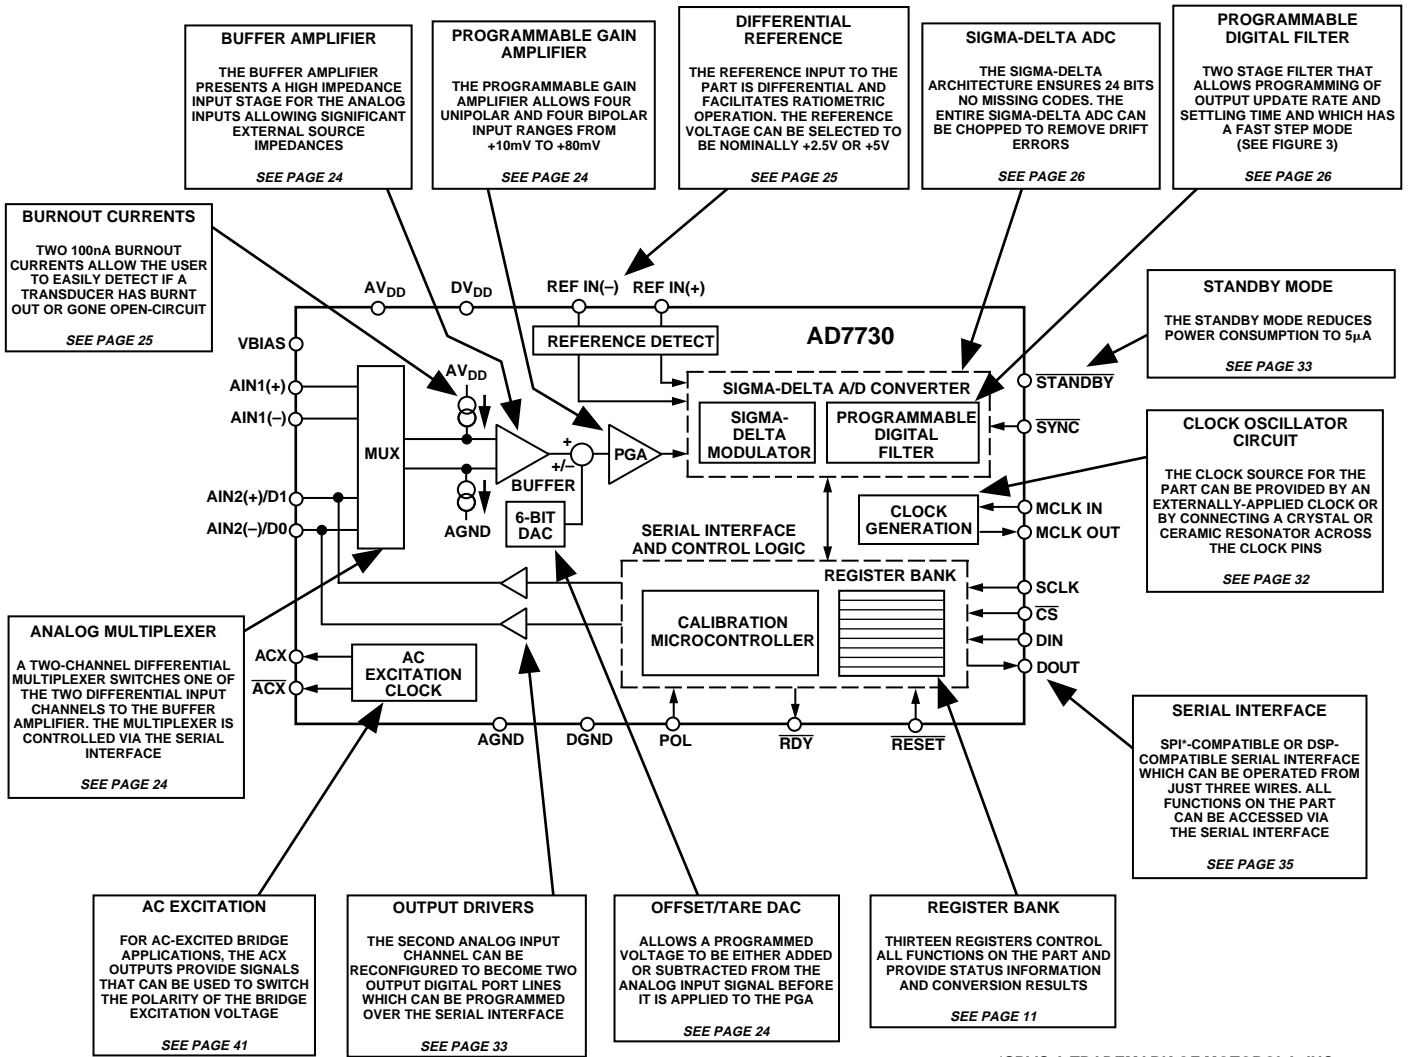 BUFFER AMPLIFIER
THE BUFFER AMPLIFIER
PRESENTS A HIGH IMPEDANCE
INPUT STAGE FOR THE ANALOG
INPUTS ALLOWING SIGNIFICANT
EXTERNAL SOURCE
IMPEDANCES
SEE PAGE 24
PROGRAMMABLE GAIN
AMPLIFIER
THE PROGRAMMABLE GAIN
AMPLIFIER ALLOWS FOUR
UNIPOLAR AND FOUR BIPOLAR
INPUT RANGES FROM
+10mV TO +80mV
SEE PAGE 24
DIFFERENTIAL
REFERENCE
THE REFERENCE INPUT TO THE
PART IS DIFFERENTIAL AND
FACILITATES RATIOMETRIC
OPERATION. THE REFERENCE
VOLTAGE CAN BE SELECTED TO
BE NOMINALLY +2.5V OR +5V
SEE PAGE 25
SIGMA-DELTA ADC
THE SIGMA-DELTA
ARCHITECTURE ENSURES 24 BITS
NO MISSING CODES. THE
ENTIRE SIGMA-DELTA ADC CAN
BE CHOPPED TO REMOVE DRIFT
ERRORS
SEE PAGE 26
PROGRAMMABLE
DIGITAL FILTER
TWO STAGE FILTER THAT
ALLOWS PROGRAMMING OF
OUTPUT UPDATE RATE AND
SETTLING TIME AND WHICH HAS
A FAST STEP MODE
(SEE FIGURE 3)
SEE PAGE 26
BURNOUT CURRENTS
TWO 100nA BURNOUT
CURRENTS ALLOW THE USER
TO EASILY DETECT IF A
TRANSDUCER HAS BURNT
OUT OR GONE OPEN-CIRCUIT
SEE PAGE 25
STANDBY MODE
THE STANDBY MODE REDUCES
POWER CONSUMPTION TO 5µA
SEE PAGE 33
AVDD
DVDD
REF IN(–)
REF IN(+)
REFERENCE DETECT
AD7730
VBIAS
AIN1(+)
AIN1(–)
AIN2(+)/D1
AIN2(–)/D0
MUX
AVDD
AGND
BUFFER
+
+/–
PGA
6-BIT
DAC
SIGMA-DELTA A/D CONVERTER
SIGMA-
DELTA
MODULATOR
PROGRAMMABLE
DIGITAL
FILTER
STANDBY
SYNC
CLOCK
GENERATION
MCLK IN
MCLK OUT
SERIAL INTERFACE
AND CONTROL LOGIC
REGISTER BANK
CALIBRATION
MICROCONTROLLER
SCLK
CS
DIN
DOUT
ACX
ACX
AC
EXCITATION
CLOCK
AGND
DGND
POL
RDY
RESET
CLOCK OSCILLATOR
CIRCUIT
THE CLOCK SOURCE FOR THE
PART CAN BE PROVIDED BY AN
EXTERNALLY-APPLIED CLOCK OR
BY CONNECTING A CRYSTAL OR
CERAMIC RESONATOR ACROSS
THE CLOCK PINS
SEE PAGE 32
ANALOG MULTIPLEXER
A TWO-CHANNEL DIFFERENTIAL
MULTIPLEXER SWITCHES ONE OF
THE TWO DIFFERENTIAL INPUT
CHANNELS TO THE BUFFER
AMPLIFIER. THE MULTIPLEXER IS
CONTROLLED VIA THE SERIAL
INTERFACE
SEE PAGE 24
SERIAL INTERFACE
SPI*-COMPATIBLE OR DSP-
COMPATIBLE SERIAL INTERFACE
WHICH CAN BE OPERATED FROM
JUST THREE WIRES. ALL
FUNCTIONS ON THE PART
CAN BE ACCESSED VIA
THE SERIAL INTERFACE
SEE PAGE 35
AC EXCITATION
FOR AC-EXCITED BRIDGE
APPLICATIONS, THE ACX
OUTPUTS PROVIDE SIGNALS
THAT CAN BE USED TO SWITCH
THE POLARITY OF THE BRIDGE
EXCITATION VOLTAGE
SEE PAGE 41
OUTPUT DRIVERS
THE SECOND ANALOG INPUT
CHANNEL CAN BE
RECONFIGURED TO BECOME TWO
OUTPUT DIGITAL PORT LINES
WHICH CAN BE PROGRAMMED
OVER THE SERIAL INTERFACE
SEE PAGE 33
OFFSET/TARE DAC
ALLOWS A PROGRAMMED
VOLTAGE TO BE EITHER ADDED
OR SUBTRACTED FROM THE
ANALOG INPUT SIGNAL BEFORE
IT IS APPLIED TO THE PGA
SEE PAGE 24
REGISTER BANK
THIRTEEN REGISTERS CONTROL
ALL FUNCTIONS ON THE PART AND
PROVIDE STATUS INFORMATION
AND CONVERSION RESULTS
SEE PAGE 11